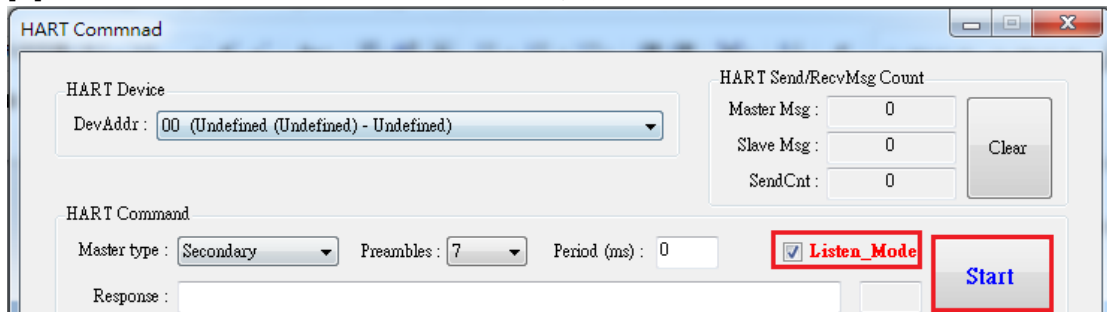 HART Commnad
HART Device
DevAddr : 00 (Undefined (Undefined) - Undefined)
HART Send/RecvMsg Count
Master Msg : 0
Slave Msg : 0
SendCnt : 0
Clear
HART Command
Master type : Secondary Preambles : 7 Period (ms) : 0 Listen_Mode
Start
Response :